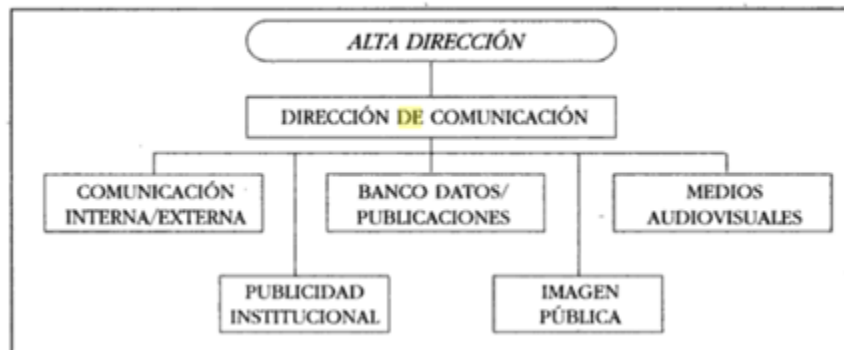 ALTA DIRECCIÓN
DIRECCIÓN DE COMUNICACIÓN
COMUNICACIÓN
INTERNA/EXTERNA
BANCO DATOS/
PUBLICACIONES
MEDIOS
AUDIOVISUALES
PUBLICIDAD
INSTITUCIONAL
IMAGEN
PÚBLICA